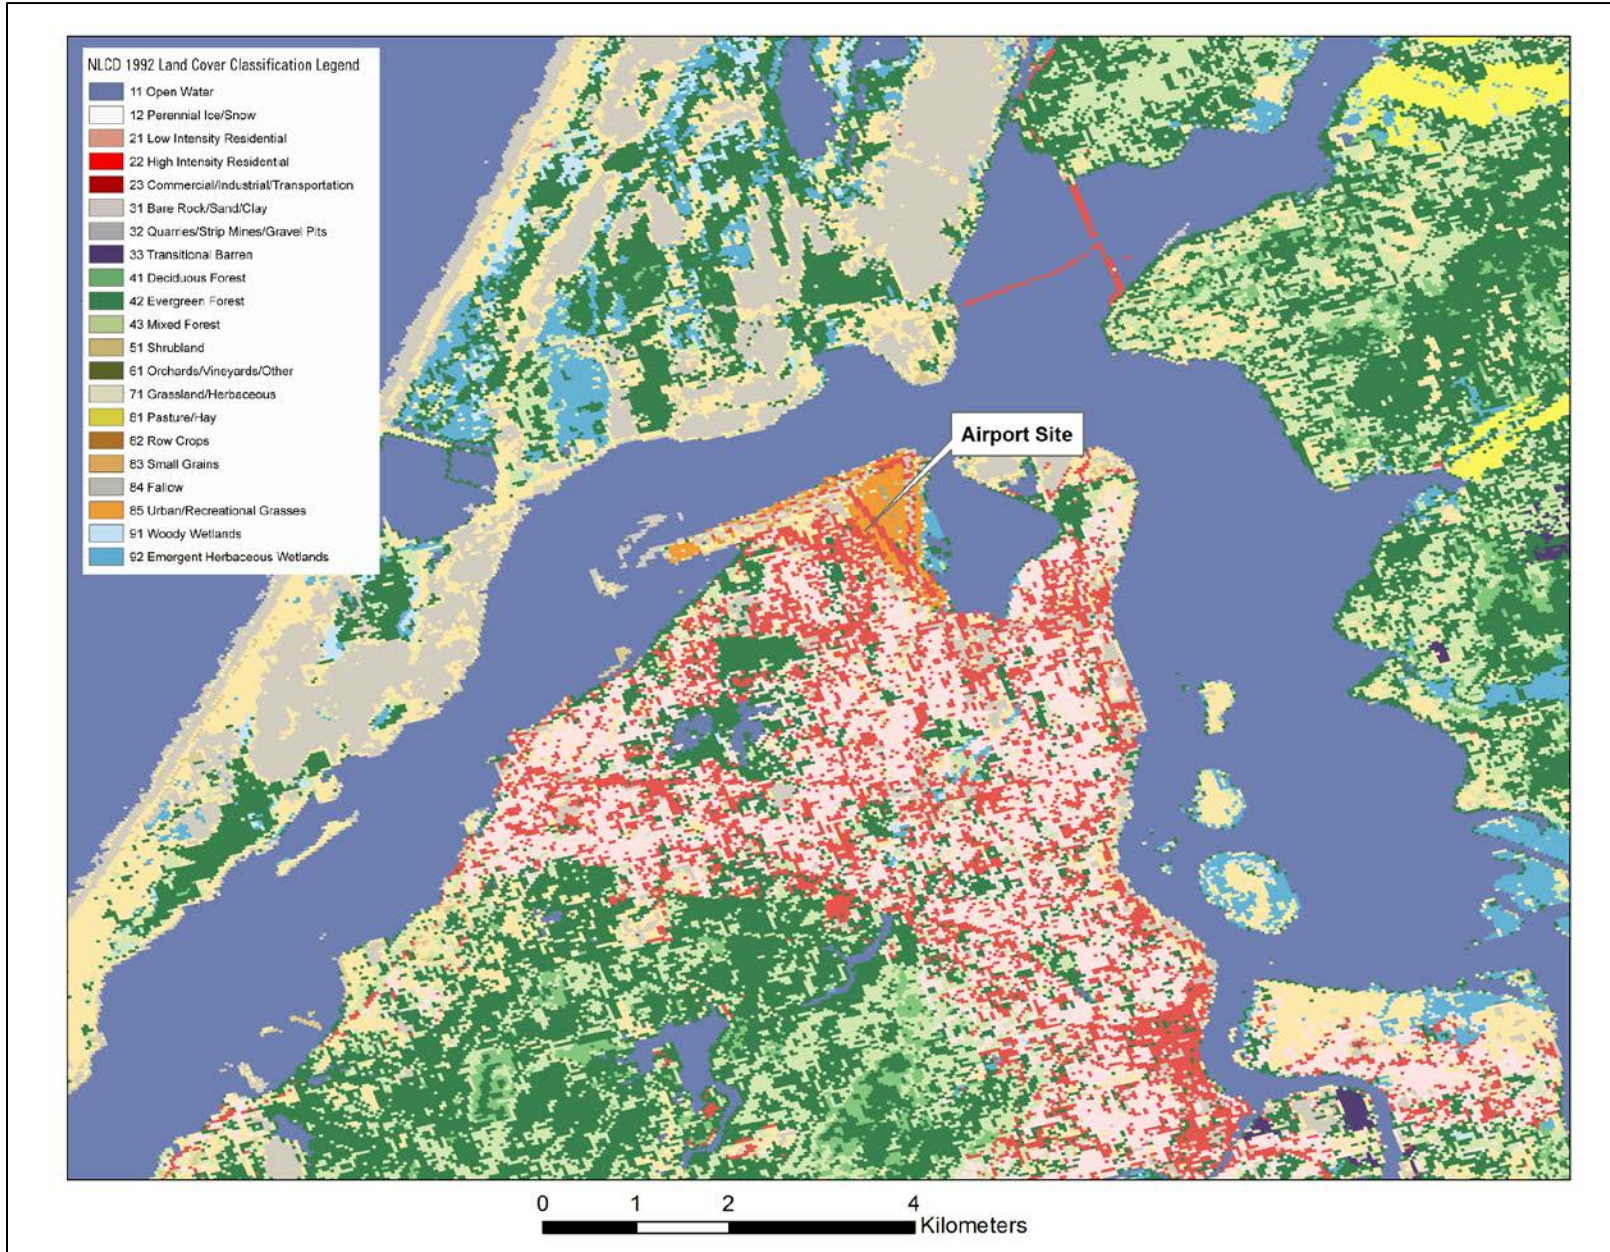 NLCD 1992 Land Cover Classification Legend
11 Open Water
12 Perennial Ice/Snow
21 Low Intensity Residential
22 High Intensity Residential
23 Commercial/Industrial/Transportation
31 Bare Rock/Sand/Clay
32 Quarries/Strip Mines/Gravel Pits
33 Transitional Barren
41 Deciduous Forest
42 Evergreen Forest
43 Mixed Forest
51 Shrubland
61 Orchards/Vineyards/Other
71 Grassland/Herbaceous
81 Pasture/Hay
82 Row Crops
83 Small Grains
84 Fallow
85 Urban/Recreational Grasses
91 Woody Wetlands
92 Emergent Herbaceous Wetlands
Airport Site
0 1 2 4
Kilometers